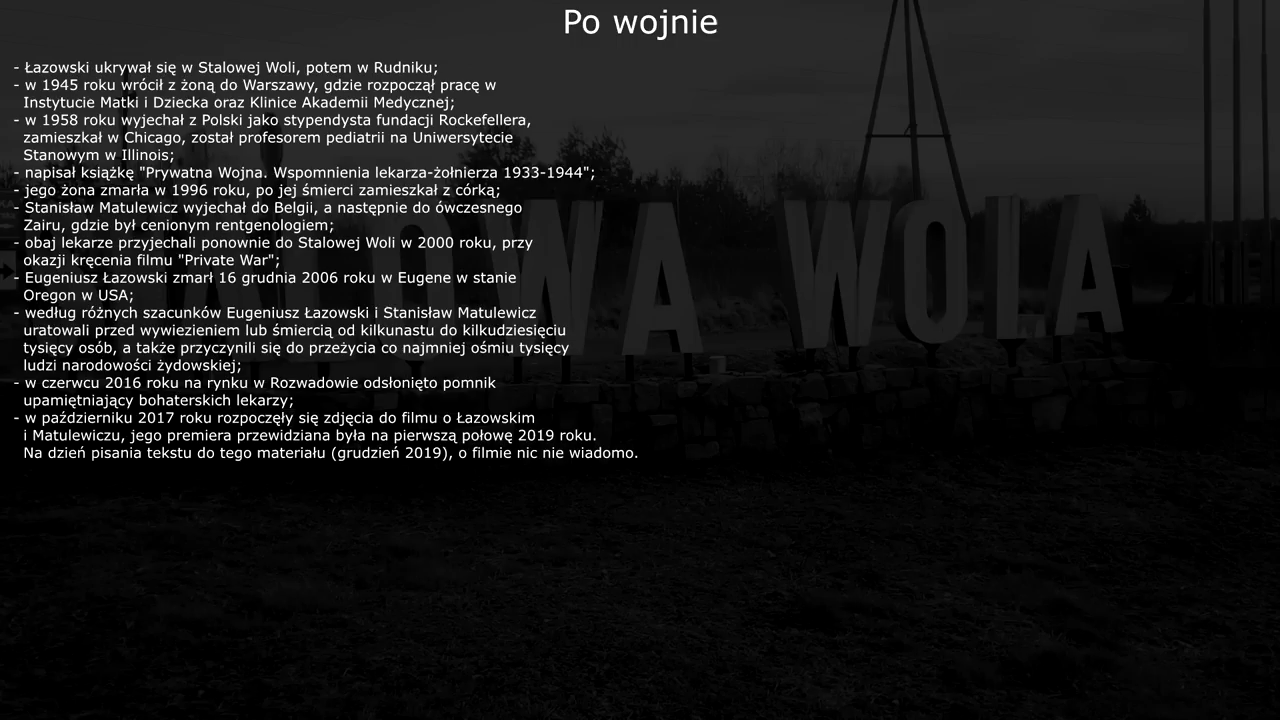 Po wojnie
- Łazowski ukrywał się w Stalowej Woli, potem w Rudniku;
- w 1945 roku wrócił z żoną do Warszawy, gdzie rozpoczął pracę w
Instytucie Matki i Dziecka oraz Klinice Akademii Medycznej;
- w 1958 roku wyjechał z Polski jako stypendysta fundacji Rockefellera,
zamieszkał w Chicago, został profesorem pediatrii na Uniwersytecie
Stanowym w Illinois;
- napisał książkę "Prywatna Wojna. Wspomnienia lekarza-żołnierza 1933-1944";
- jego żona zmarła w 1996 roku, po jej śmierci zamieszkał z córką;
- Stanisław Matulewicz wyjechał do Belgii, a następnie do ówczesnego
Zairu, gdzie był cenionym rentgenologiem;
- obaj lekarze przyjechali ponownie do Stalowej Woli w 2000 roku, przy
okazji kręcenia filmu "Private War";
- Eugeniusz Łazowski zmarł 16 grudnia 2006 roku w Eugene w stanie
Oregon w USA;
- według różnych szacunków Eugeniusz Łazowski i Stanisław Matulewicz
uratowali przed wywiezieniem lub śmiercią od kilkunastu do kilkudziesięciu
tysięcy osób, a także przyczynili się do przeżycia co najmniej ośmiu tysięcy
ludzi narodowości żydowskiej;
- w czerwcu 2016 roku na rynku w Rozwadowie odsłonięto pomnik
upamiętniający bohaterskich lekarzy;
- w październiku 2017 roku rozpoczęły się zdjęcia do filmu o Łazowskim
i Matulewiczu, jego premiera przewidziana była na pierwszą połowę 2019 roku.
Na dzień pisania tekstu do tego materiału (grudzień 2019), o filmie nic nie wiadomo.
OWA WOLA